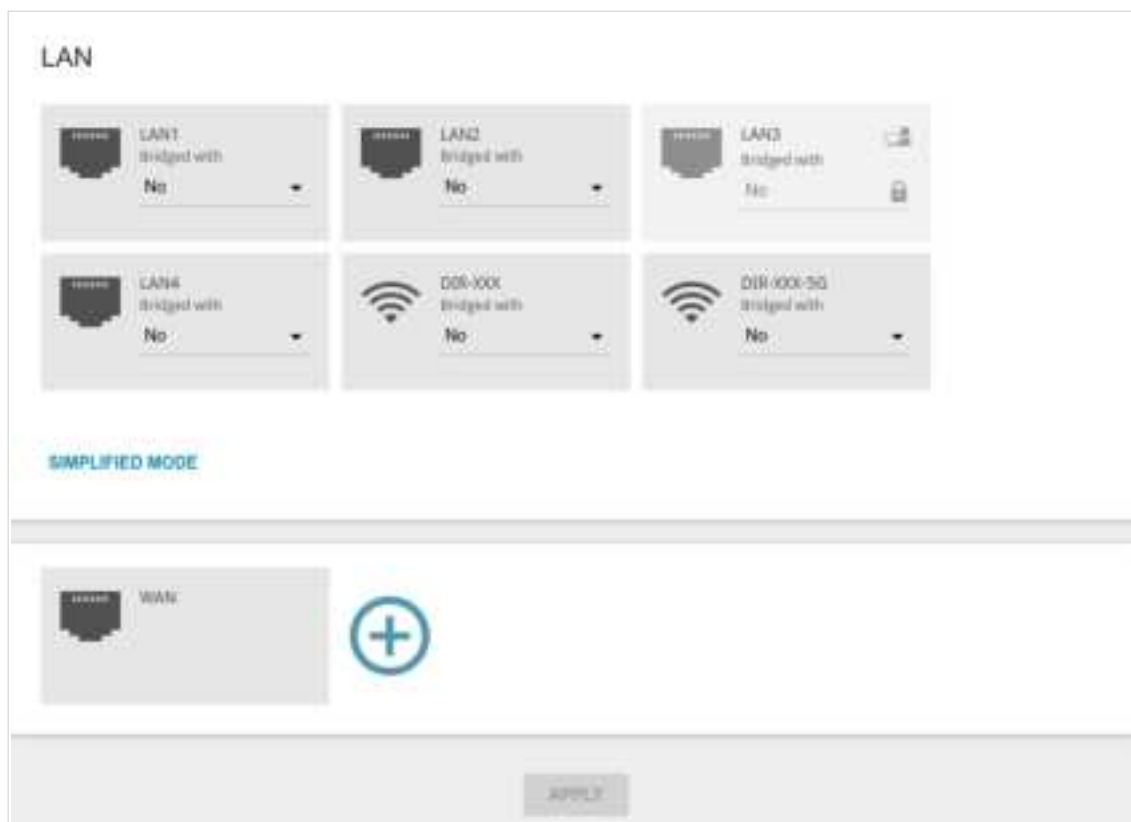 LAN
LAN1
Bridged with
No
LAN2
Bridged with
No
LAN3
Bridged with
No
LAN4
Bridged with
No
DIR-XXX
Bridged with
No
DIR-XXX-5G
Bridged with
No
SIMPLIFIED MODE
WAN
APPLY